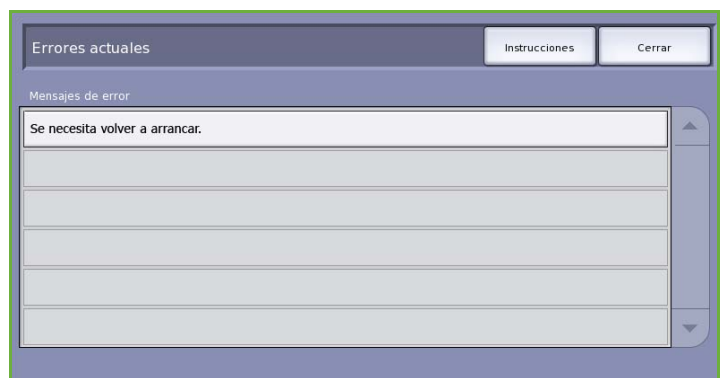 Errores actuales
Instrucciones
Cerrar
Mensajes de error
Se necesita volver a arrancar.